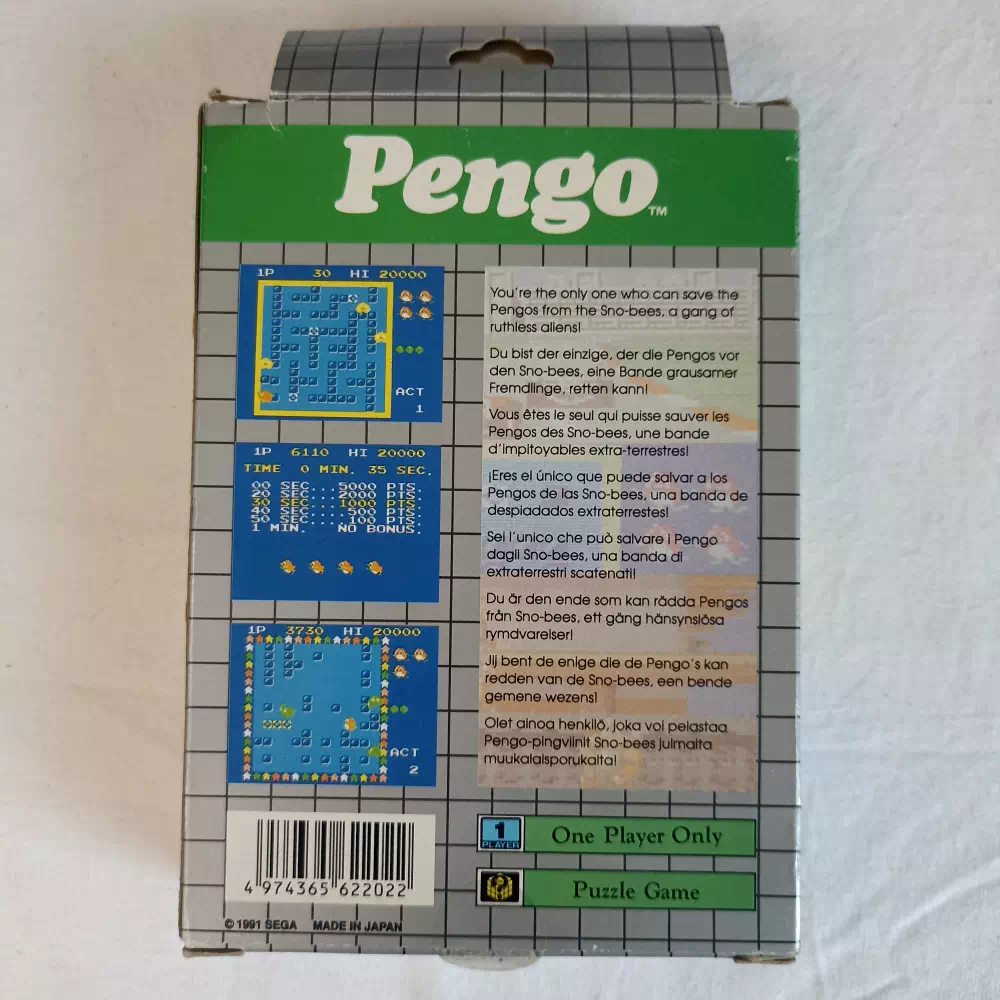 Pengo™
1P 30 HI 20000
ACT
1
1P 6110 HI 20000
TIME 0 MIN. 35 SEC.
00 SEC...5000 PTS.
20 SEC...2000 PTS.
30 SEC...1000 PTS.
40 SEC... 500 PTS.
50 SEC... 100 PTS.
1 MIN. NO BONUS.
1P 3730 HI 20000
ACT
2
You're the only one who can save the
Pengos from the Sno-bees, a gang of
ruthless aliens!
Du bist der einzige, der die Pengos vor
den Sno-bees, eine Bande grausamer
Fremdlinge, retten kann!
Vous êtes le seul qui puisse sauver les
Pengos des Sno-bees, une bande
d'impitoyables extra-terrestres!
¡Eres el único que puede salvar a los
Pengos de las Sno-bees, una banda de
despiadados extraterrestes!
Sei l'unico che può salvare i Pengo
dagli Sno-bees, una banda di
extraterrestri scatenati!
Du är den ende som kan rädda Pengos
från Sno-bees, ett gäng hänsynslösa
rymdvarelser!
Jij bent de enige die de Pengo's kan
redden van de Sno-bees, een bende
gemene wezens!
Olet ainoa henkilö, joka voi pelastaa
Pengo-pingviinit Sno-bees julmalta
muukalaisporukalta!
1
PLAYER
One Player Only
Puzzle Game
4 974365 622022
© 1991 SEGA MADE IN JAPAN